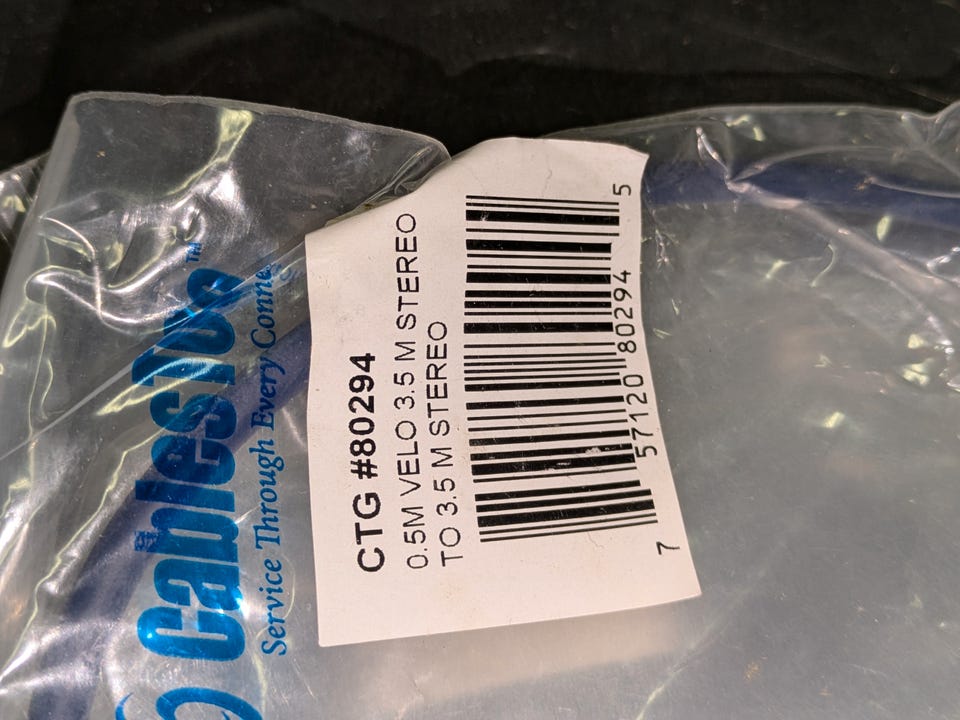 CablesToGo™
Service Through Every Conne
CTG #80294
0.5M VELO 3.5 M STEREO
TO 3.5 M STEREO
7 57120 80294 5